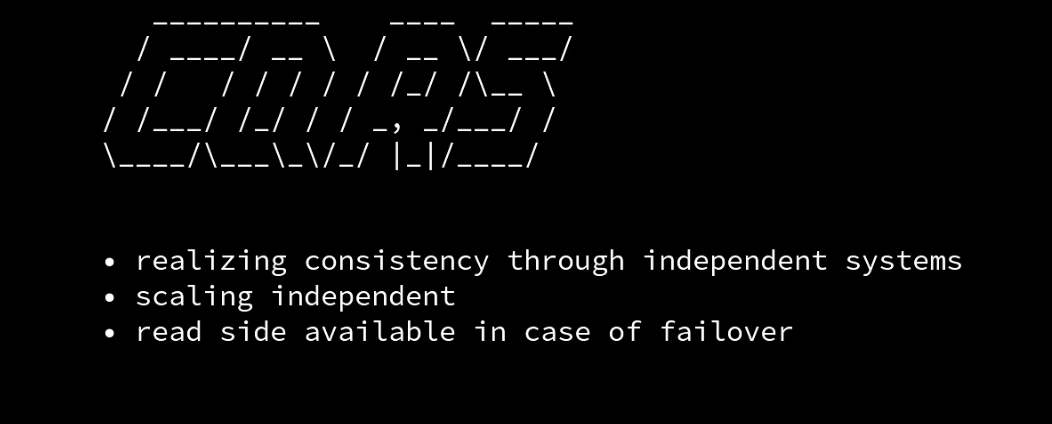 CQRS
• realizing consistency through independent systems
• scaling independent
• read side available in case of failover